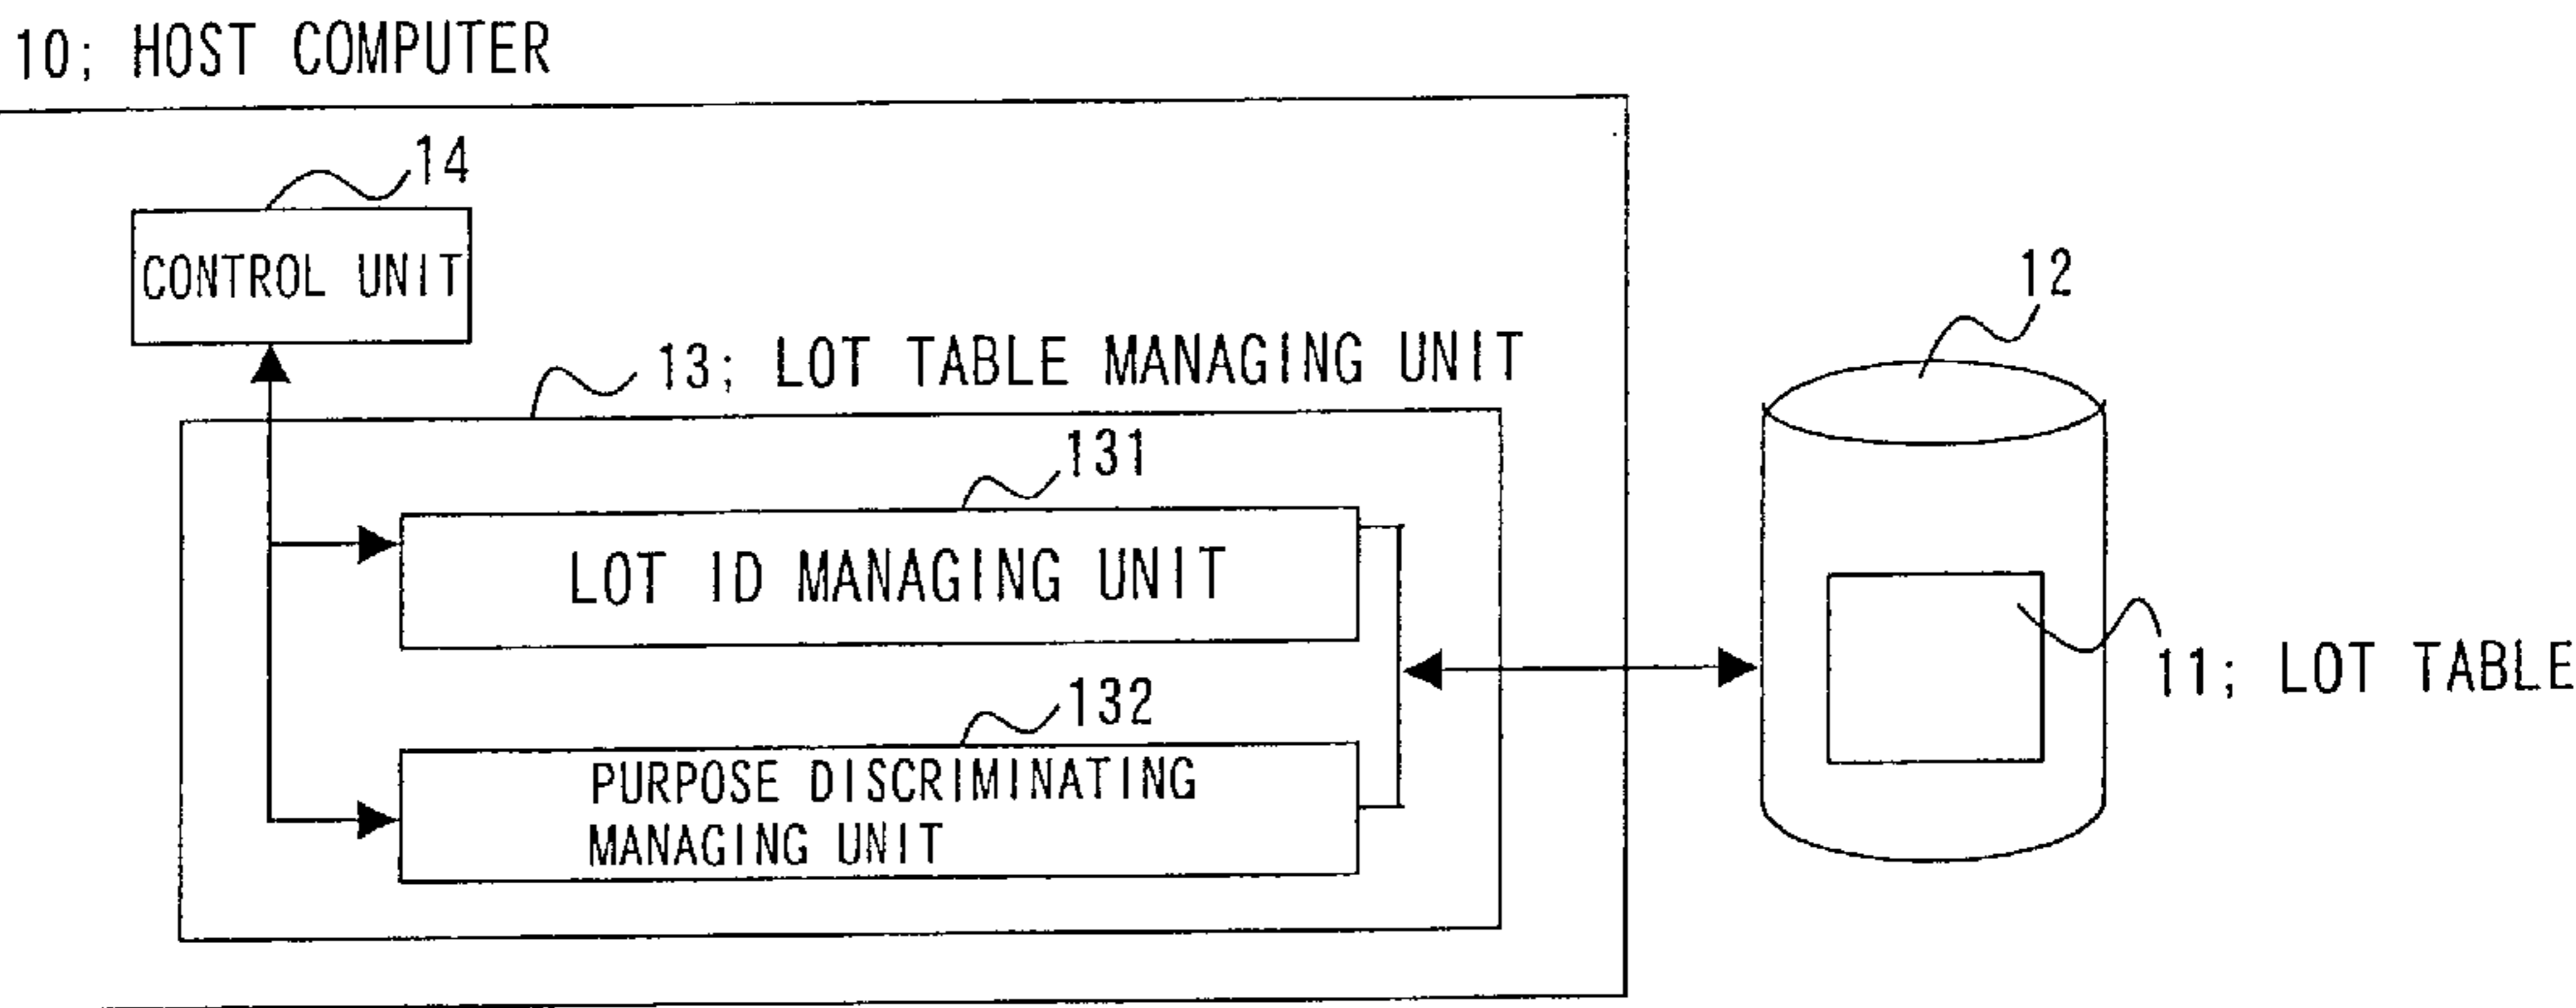 10; HOST COMPUTER
14
CONTROL UNIT
12
13; LOT TABLE MANAGING UNIT
131
LOT ID MANAGING UNIT
11; LOT TABLE
132
PURPOSE DISCRIMINATING
MANAGING UNIT